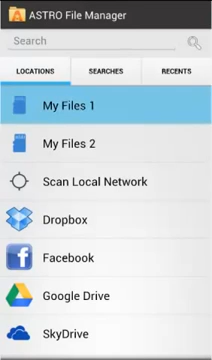 ASTRO File Manager
Search
LOCATIONS SEARCHES RECENTS
My Files 1
My Files 2
Scan Local Network
Dropbox
Facebook
Google Drive
SkyDrive